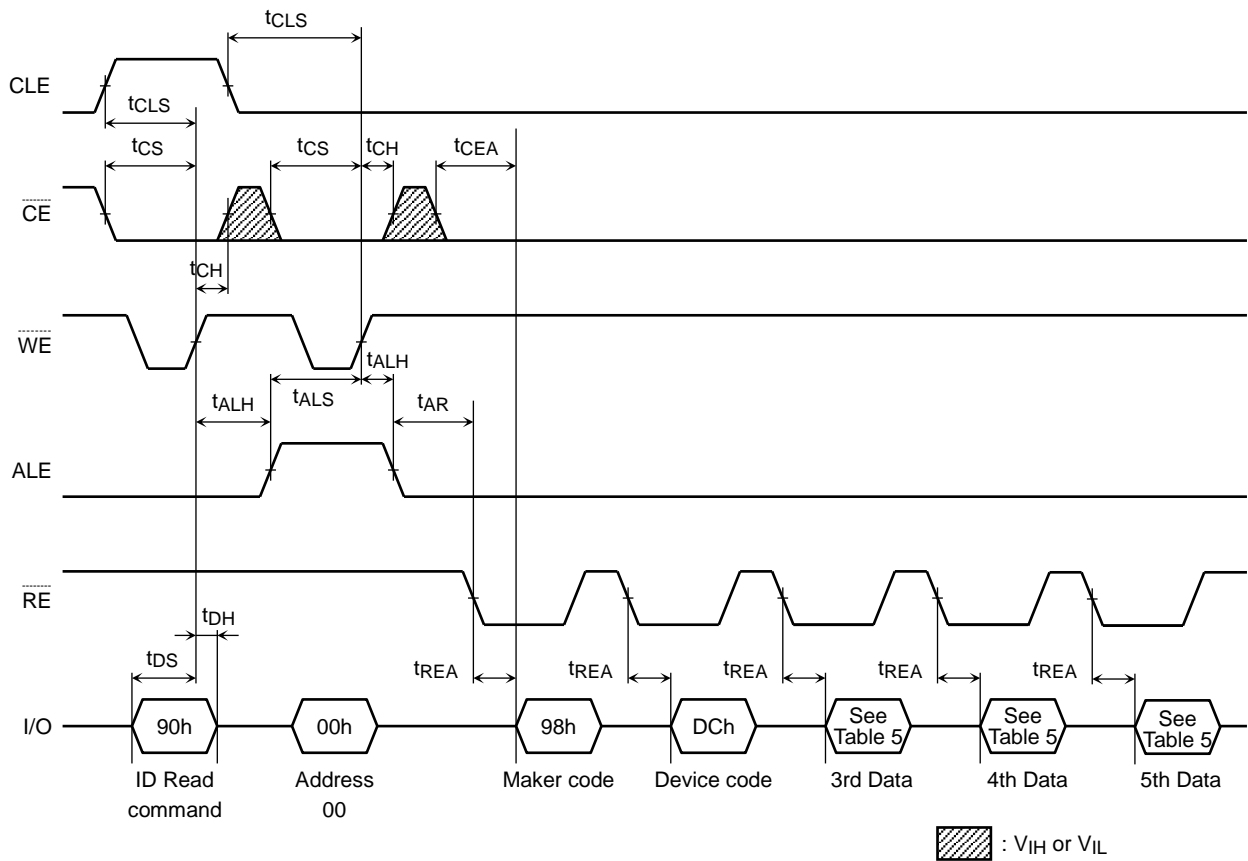 tCLS
CLE
tCLS
tCS
tCS
tCH
tCEA
CE
tCH
WE
tALH
tALH
tALS
tAR
ALE
RE
tDH
tDS
tREA
tREA
tREA
tREA
tREA
I/O
90h
00h
98h
DCh
See
Table 5
See
Table 5
See
Table 5
ID Read
command
Address
00
Maker code
Device code
3rd Data
4th Data
5th Data
: VIH or VIL